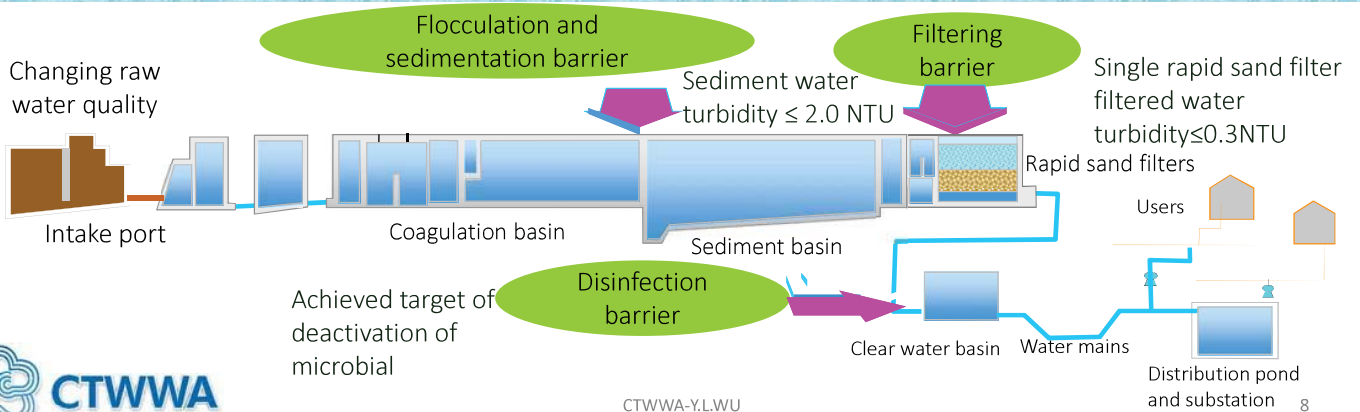 Flocculation and
sedimentation barrier
Filtering
barrier
Changing raw
water quality
Sediment water
turbidity ≤ 2.0 NTU
Single rapid sand filter
filtered water
turbidity≤0.3NTU
Rapid sand filters
Users
Intake port
Coagulation basin
Sediment basin
Disinfection
barrier
Achieved target of
deactivation of
microbial
Clear water basin
Water mains
Distribution pond
and substation
CTWWA
CTWWA-Y.L.WU
8